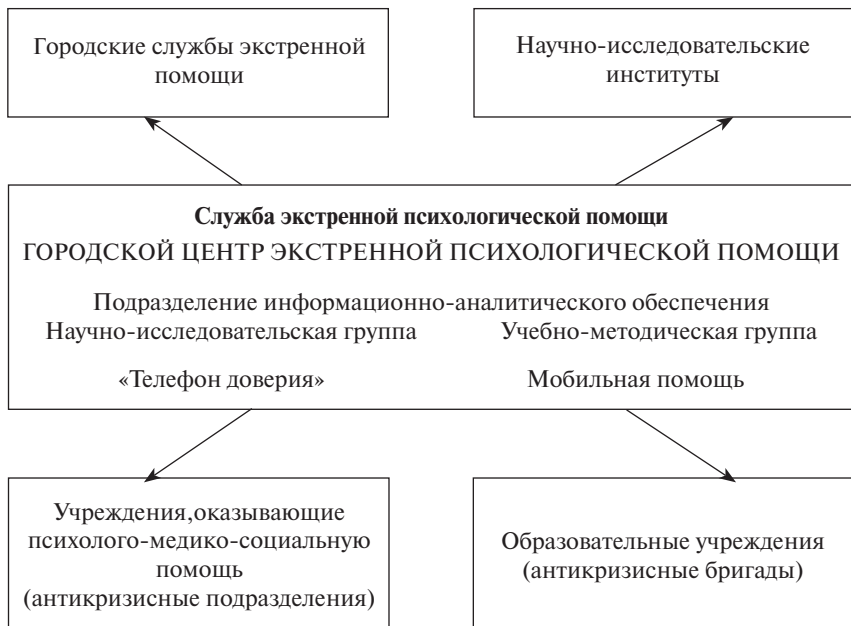 Городские службы экстренной
помощи
Научно-исследовательские
институты
Служба экстренной психологической помощи
ГОРОДСКОЙ ЦЕНТР ЭКСТРЕННОЙ ПСИХОЛОГИЧЕСКОЙ ПОМОЩИ
Подразделение информационно-аналитического обеспечения
Научно-исследовательская группа Учебно-методическая группа
«Телефон доверия» Мобильная помощь
Учреждения,оказывающие
психолого-медико-социальную
помощь
(антикризисные подразделения)
Образовательные учреждения
(антикризисные бригады)